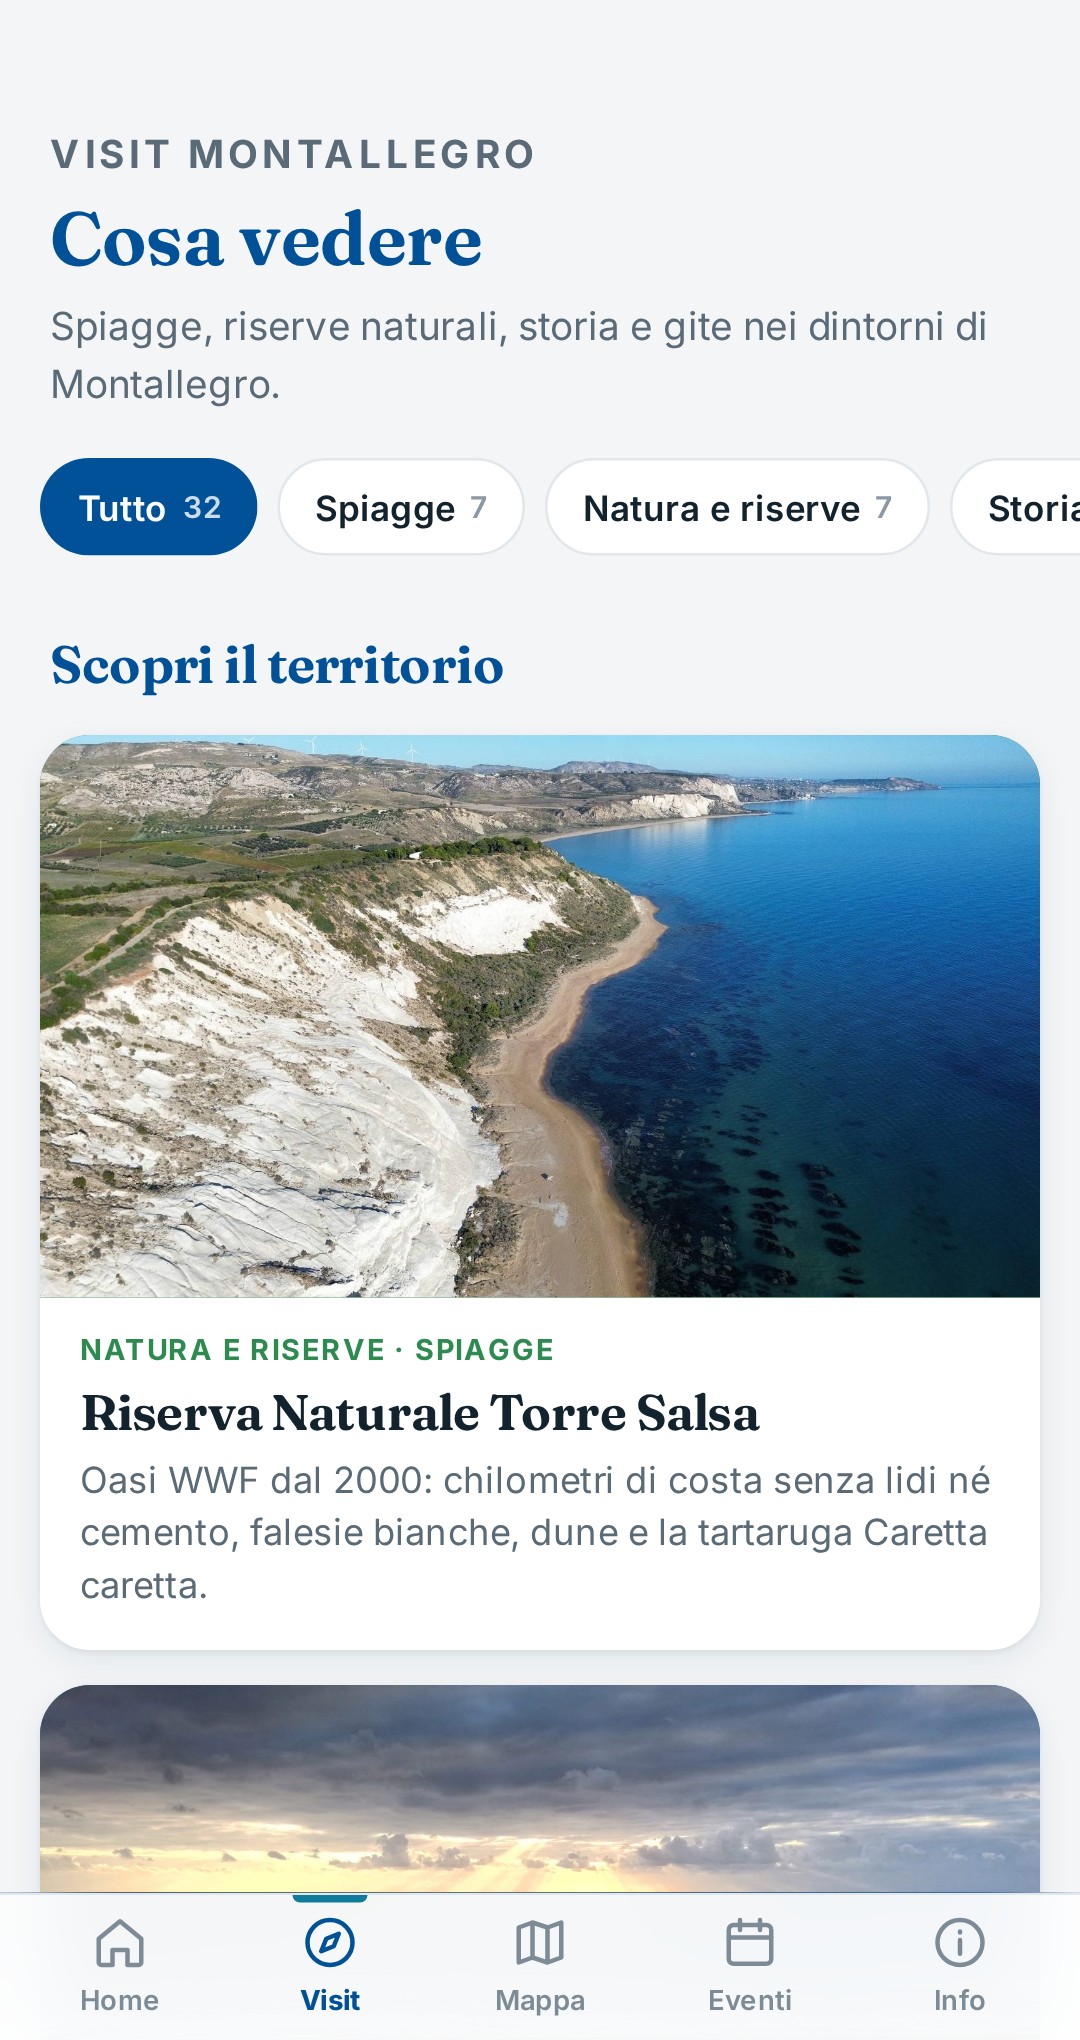 VISIT MONTALLEGRO
Cosa vedere
Spiagge, riserve naturali, storia e gite nei dintorni di
Montallegro.
Tutto 32
Spiagge 7
Natura e riserve 7
Storia
Scopri il territorio
NATURA E RISERVE · SPIAGGE
Riserva Naturale Torre Salsa
Oasi WWF dal 2000: chilometri di costa senza lidi né
cemento, falesie bianche, dune e la tartaruga Caretta
caretta.
Home
Visit
Mappa
Eventi
Info